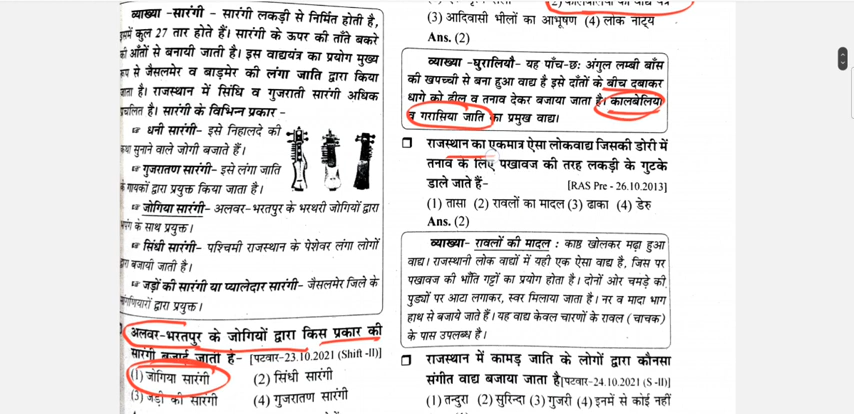 व्याख्या -सारंगी - सारंगी लकड़ी से निर्मित होती है,
कुल 27 तार होते हैं। सारंगी के ऊपर की ताँते बकरे
की आँतों से बनायी जाती है। इस वाद्ययंत्र का प्रयोग मुख्य
रूप से जैसलमेर व बाड़मेर की लंगा जाति द्वारा किया
जाता है। राजस्थान में सिंधि व गुजराती सारंगी अधिक
प्रचलित है। सारंगी के विभिन्न प्रकार -
☞ धनी सारंगी- इसे निहालदे की
कथा सुनाने वाले जोगी बजाते हैं।
☞ गुजरातण सारंगी- इसे लंगा जाति
के गायकों द्वारा प्रयुक्त किया जाता है।
☞ जोगिया सारंगी- अलवर-भरतपुर के भरथरी जोगियों द्वारा
के साथ प्रयुक्त।
☞ सिंधी सारंगी- पश्चिमी राजस्थान के पेशेवर लंगा लोगों
द्वारा बजायी जाती है।
☞ जड़ों की सारंगी या प्यालेदार सारंगी- जैसलमेर जिले के
द्वारा प्रयुक्त।
अलवर-भरतपुर के जोगियों द्वारा किस प्रकार की
सारंगी बजाई जाती है- [पटवार-23.10.2021 (Shift -II)]
(1) जोगिया सारंगी (2) सिंधी सारंगी
(3) जड़ी की सारंगी (4) गुजरातण सारंगी
(3) आदिवासी भीलों का आभूषण (4) लोक नाट्य
Ans. (2)
व्याख्या -घुरालियौ- यह पाँच-छः अंगुल लम्बी बाँस
की खपच्ची से बना हुआ वाद्य है इसे दाँतों के बीच दबाकर
धागे को ढील व तनाव देकर बजाया जाता है। कालबेलिया
व गरासिया जाति का प्रमुख वाद्य।
❑ राजस्थान का एकमात्र ऐसा लोकवाद्य जिसकी डोरी में
तनाव के लिए पखावज की तरह लकड़ी के गुटके
डाले जाते हैं- [RAS Pre - 26.10.2013]
(1) तासा (2) रावलों का मादल (3) ढाका (4) डेरु
Ans. (2)
व्याख्या- रावलों की मादल : काष्ठ खोलकर मढ़ा हुआ
वाद्य। राजस्थानी लोक वाद्यों में यही एक ऐसा वाद्य है, जिस पर
पखावज की भाँति गट्टों का प्रयोग होता है। दोनों ओर चमड़े की
पुड़्यों पर आटा लगाकर, स्वर मिलाया जाता है। नर व मादा भाग
हाथ से बजाये जाते हैं। यह वाद्य केवल चारणों के रावल (चाचक)
के पास उपलब्ध है।
❑ राजस्थान में कामड़ जाति के लोगों द्वारा कौनसा
संगीत वाद्य बजाया जाता है[पटवार-24.10.2021 (S -II)]
(1) तन्दुरा (2) सुरिन्दा (3) गुजरी (4) इनमें से कोई नहीं